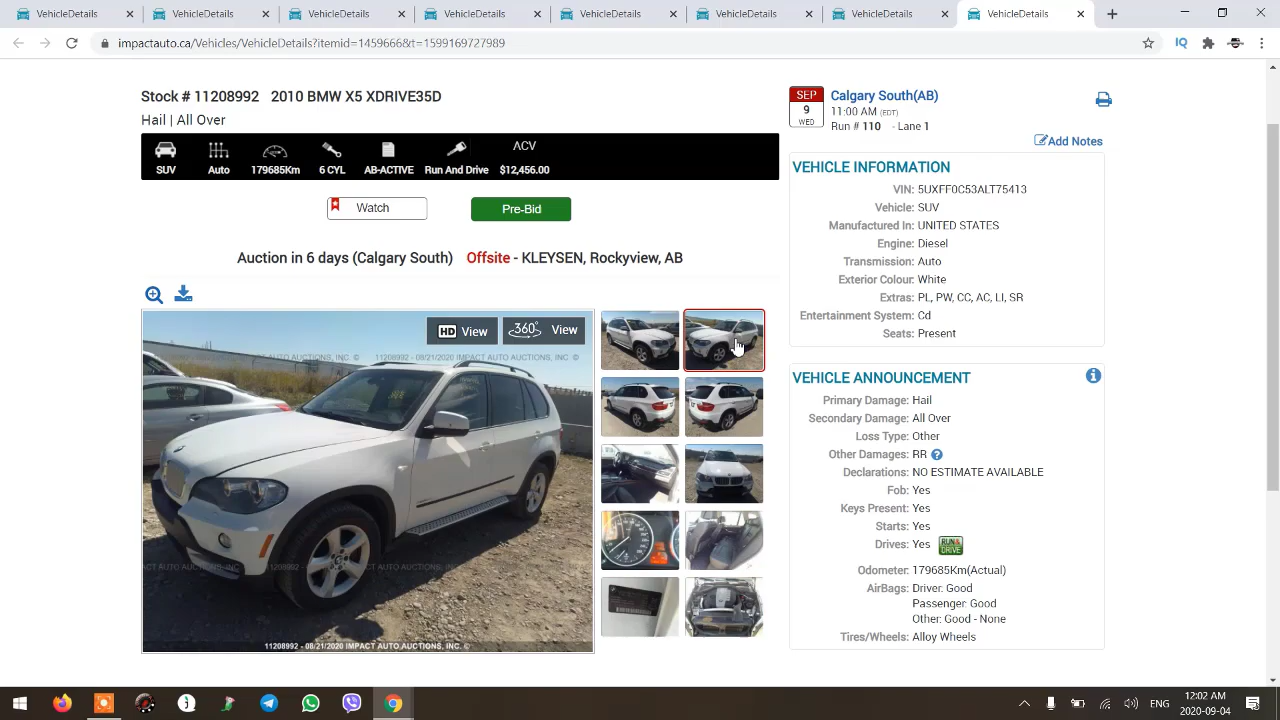 VehicleDetails
VehicleDetails
VehicleDetails
VehicleDetails
VehicleDetails
VehicleDetails
VehicleDetails
VehicleDetails
impactauto.ca/Vehicles/VehicleDetails?itemid=1459666&t=1599169727989
IQ
Stock # 11208992 2010 BMW X5 XDRIVE35D
Hail | All Over
SUV
Auto
179685Km
6 CYL
AB-ACTIVE
Run And Drive
ACV
$12,456.00
Watch
Pre-Bid
Auction in 6 days (Calgary South) Offsite - KLEYSEN, Rockyview, AB
HD View
360° View
11208992 - 08/21/2020 IMPACT AUTO AUCTIONS, INC. ©
SEP
9
WED
Calgary South(AB)
11:00 AM (EDT)
Run # 110 - Lane 1
Add Notes
VEHICLE INFORMATION
VIN: 5UXFF0C53ALT75413
Vehicle: SUV
Manufactured In: UNITED STATES
Engine: Diesel
Transmission: Auto
Exterior Colour: White
Extras: PL, PW, CC, AC, LI, SR
Entertainment System: Cd
Seats: Present
VEHICLE ANNOUNCEMENT
Primary Damage: Hail
Secondary Damage: All Over
Loss Type: Other
Other Damages: RR ?
Declarations: NO ESTIMATE AVAILABLE
Fob: Yes
Keys Present: Yes
Starts: Yes
Drives: Yes RUN& DRIVE
Odometer: 179685Km(Actual)
AirBags: Driver: Good
Passenger: Good
Other: Good - None
Tires/Wheels: Alloy Wheels
ENG
12:02 AM
2020-09-04